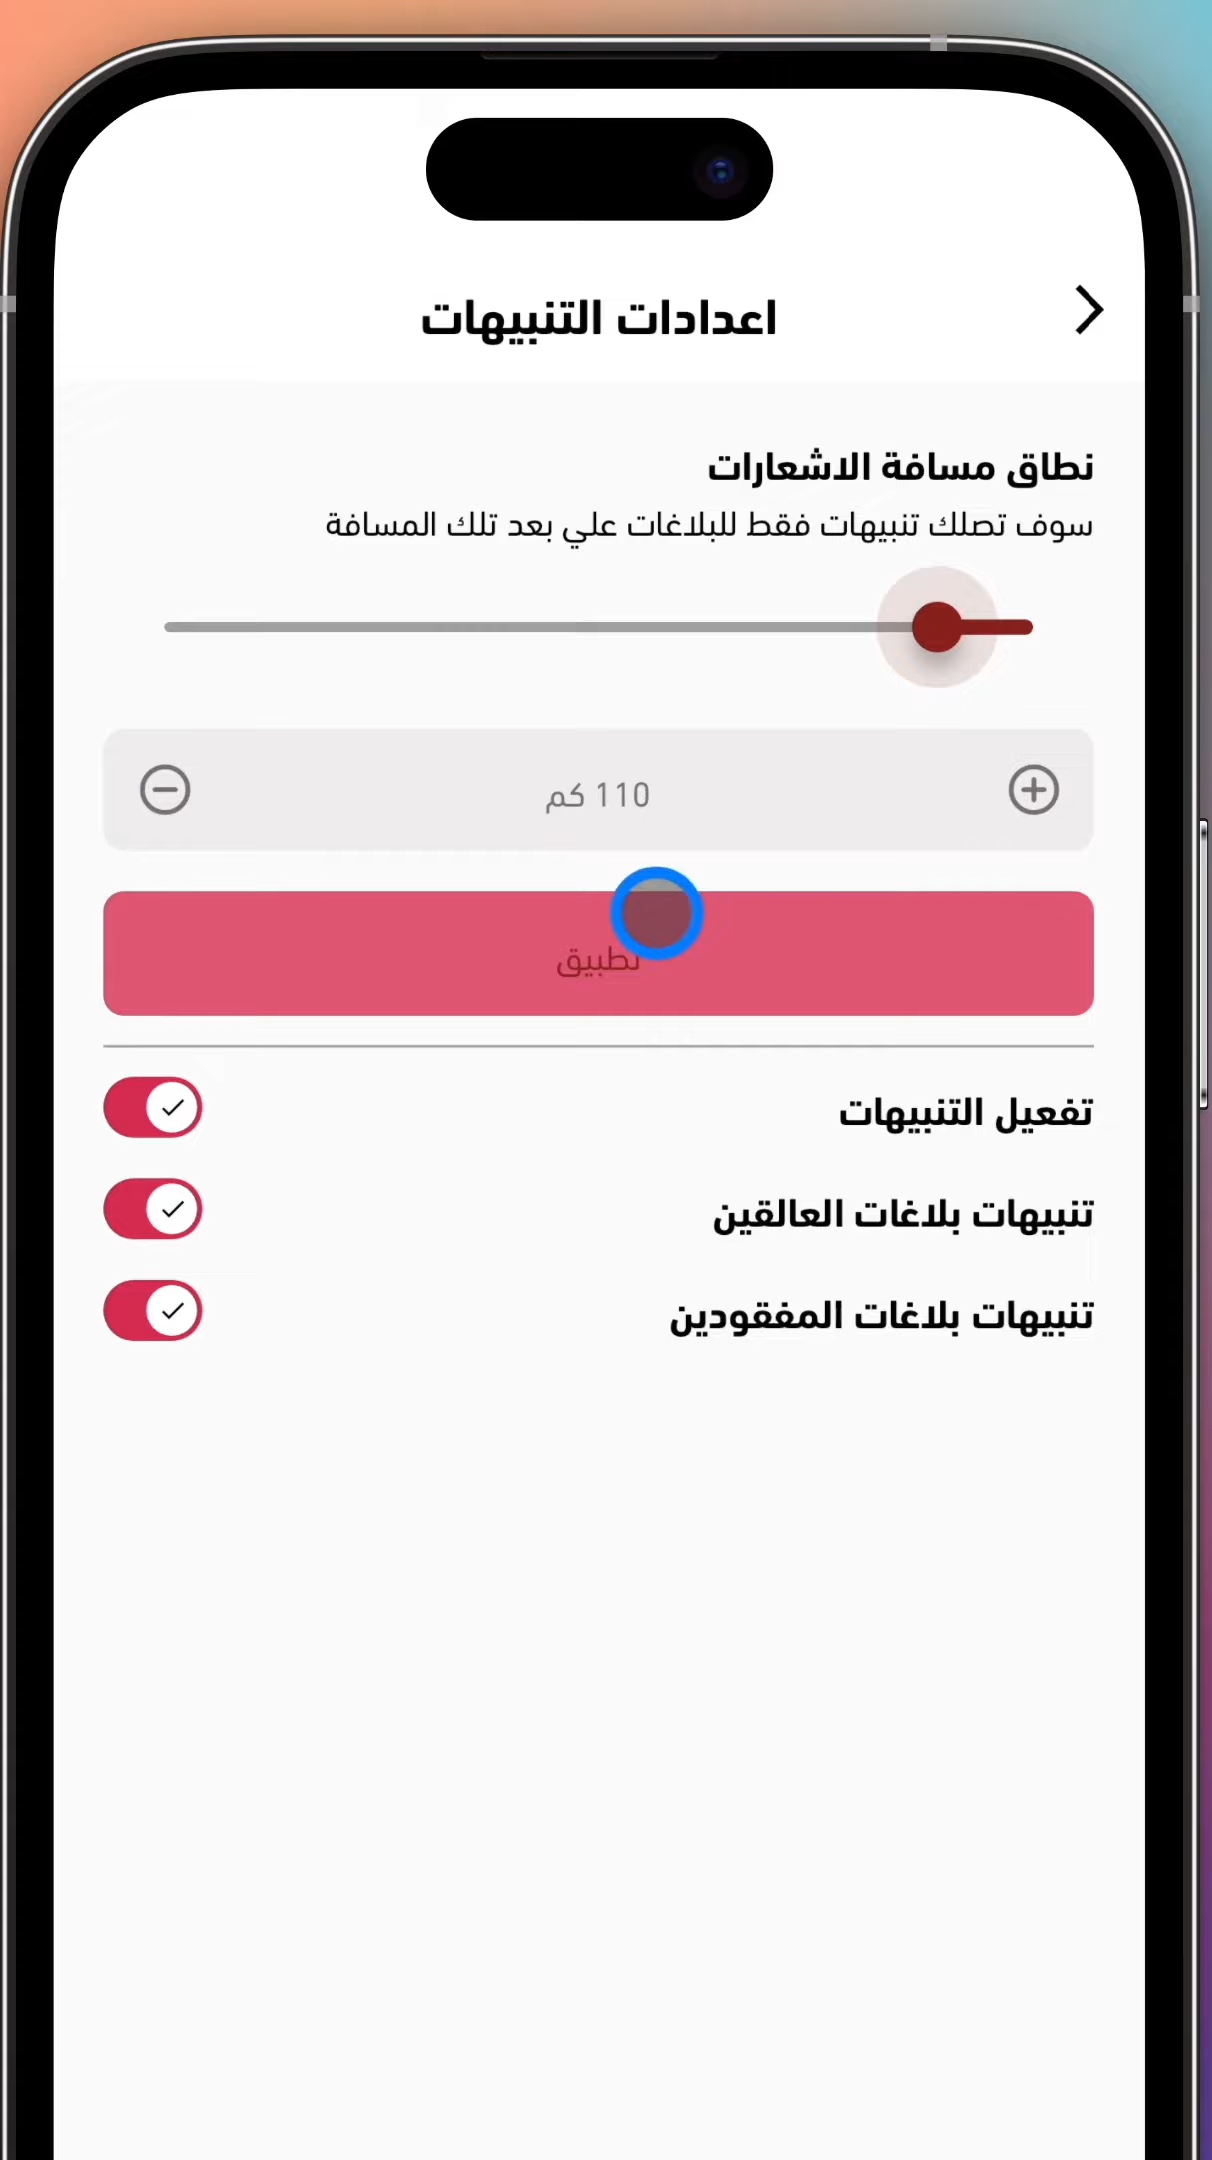 اعدادات التنبيهات
نطاق مسافة الاشعارات
سوف تصلك تنبيهات فقط للبلاغات علي بعد تلك المسافة
110 كم
تطبيق
تفعيل التنبيهات
تنبيهات بلاغات العالقين
تنبيهات بلاغات المفقودين